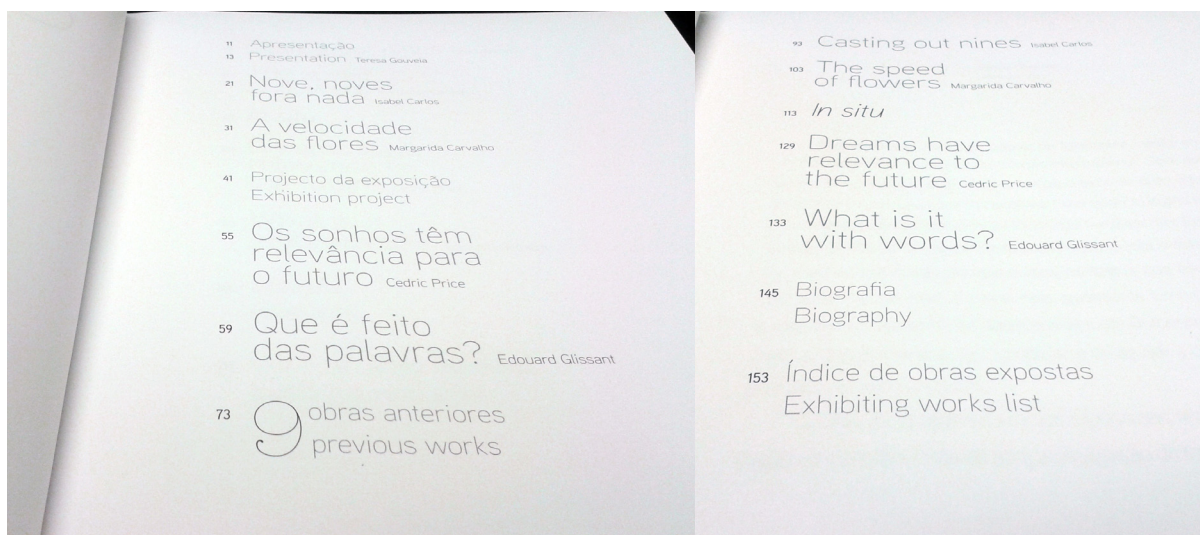 11 Apresentação
13 Presentation Teresa Gouveia
21 Nove, noves
fora nada Isabel Carlos
31 A velocidade
das flores Margarida Carvalho
41 Projecto da exposição
Exhibition project
55 Os sonhos têm
relevância para
o futuro Cedric Price
59 Que é feito
das palavras? Edouard Glissant
73 9 obras anteriores
previous works
93 Casting out nines Isabel Carlos
103 The speed
of flowers Margarida Carvalho
113 In situ
129 Dreams have
relevance to
the future Cedric Price
133 What is it
with words? Edouard Glissant
145 Biografia
Biography
153 Índice de obras expostas
Exhibiting works list